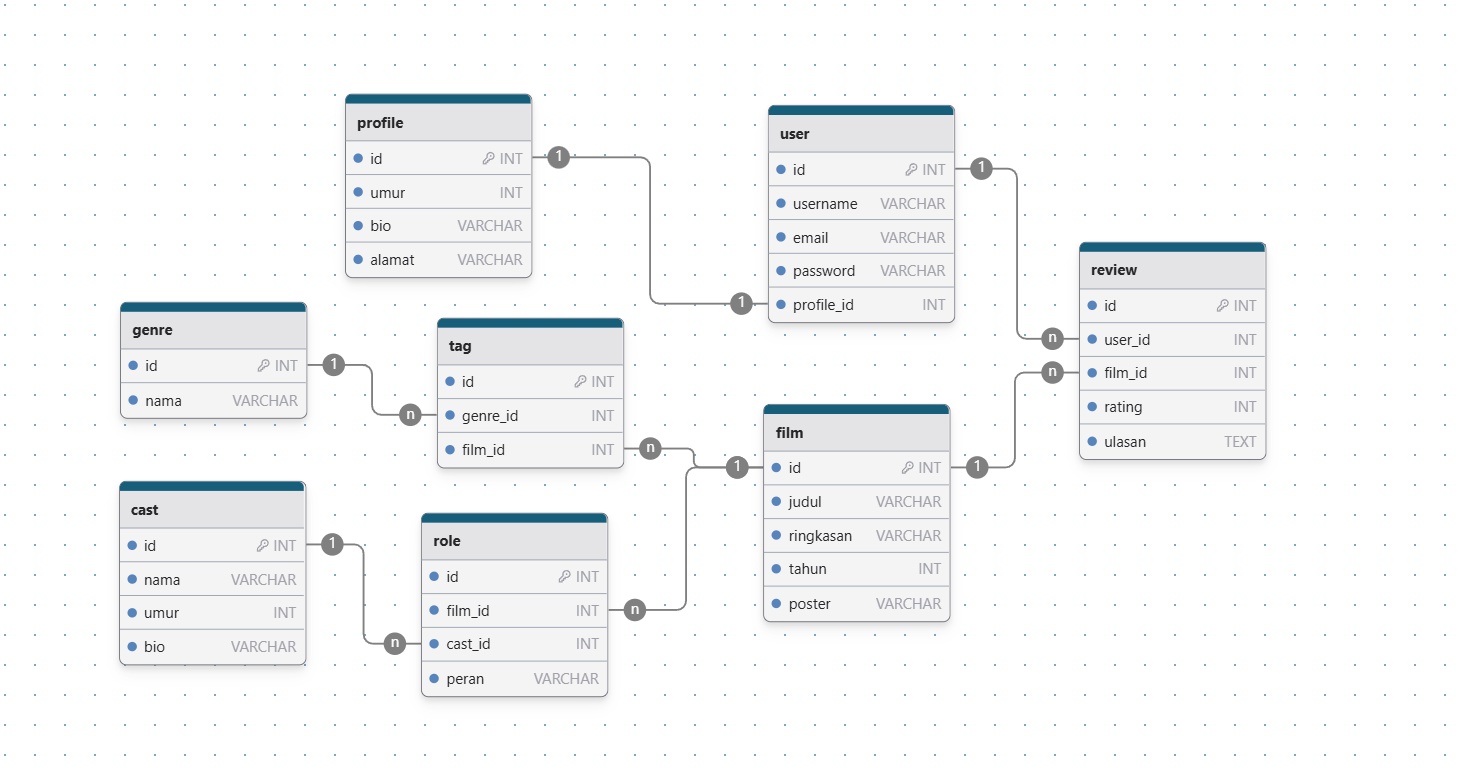 profile
id INT
umur INT
bio VARCHAR
alamat VARCHAR
1
1
user
id INT
username VARCHAR
email VARCHAR
password VARCHAR
profile_id INT
1
n
review
id INT
user_id INT
film_id INT
rating INT
ulasan TEXT
n
genre
id INT
nama VARCHAR
1
n
tag
id INT
genre_id INT
film_id INT
n
1
film
id INT
judul VARCHAR
ringkasan VARCHAR
tahun INT
poster VARCHAR
1
cast
id INT
nama VARCHAR
umur INT
bio VARCHAR
1
n
role
id INT
film_id INT
cast_id INT
peran VARCHAR
n